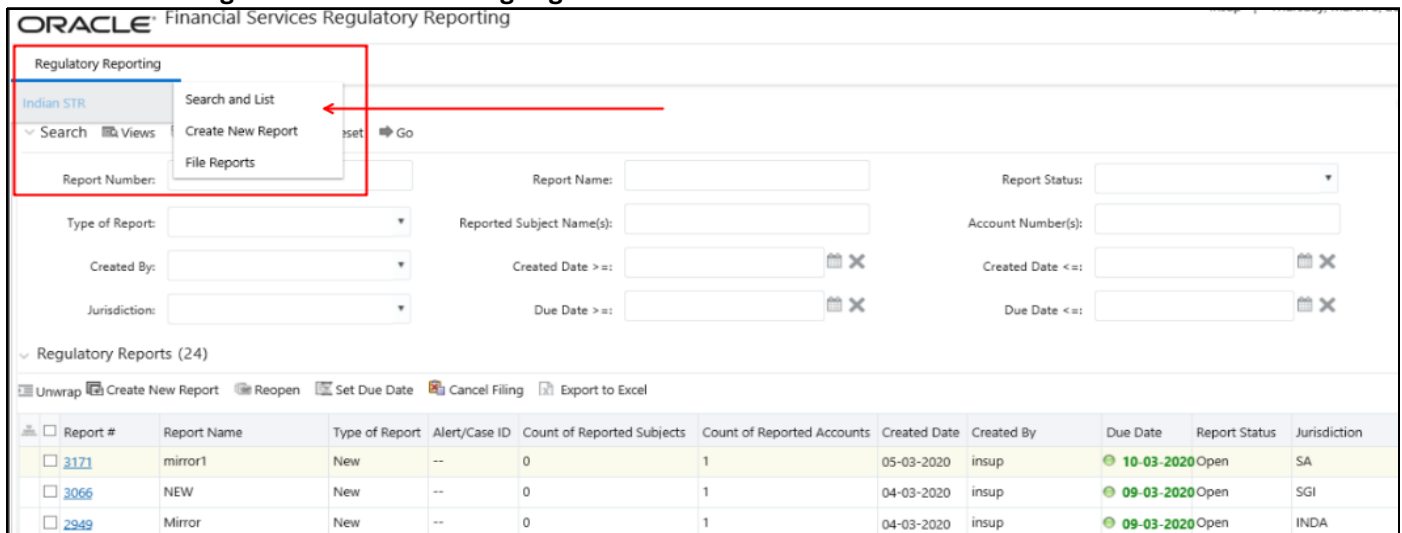 ORACLE Financial Services Regulatory Reporting
Regulatory Reporting
Indian STR Search and List
Search Views Create New Report Go
File Reports
Report Number: Report Name: Report Status:
Type of Report: Reported Subject Name(s): Account Number(s):
Created By: Created Date >=: Created Date <=:
Jurisdiction: Due Date >=: Due Date <=:
Regulatory Reports (24)
Unwrap Create New Report Reopen Set Due Date Cancel Filing Export to Excel
Report # Report Name Type of Report Alert/Case ID Count of Reported Subjects Count of Reported Accounts Created Date Created By Due Date Report Status Jurisdiction
3171 mirror1 New -- 0 1 05-03-2020 insup 10-03-2020 Open SA
3066 NEW New -- 0 1 04-03-2020 insup 09-03-2020 Open SGI
2949 Mirror New -- 0 1 04-03-2020 insup 09-03-2020 Open INDA